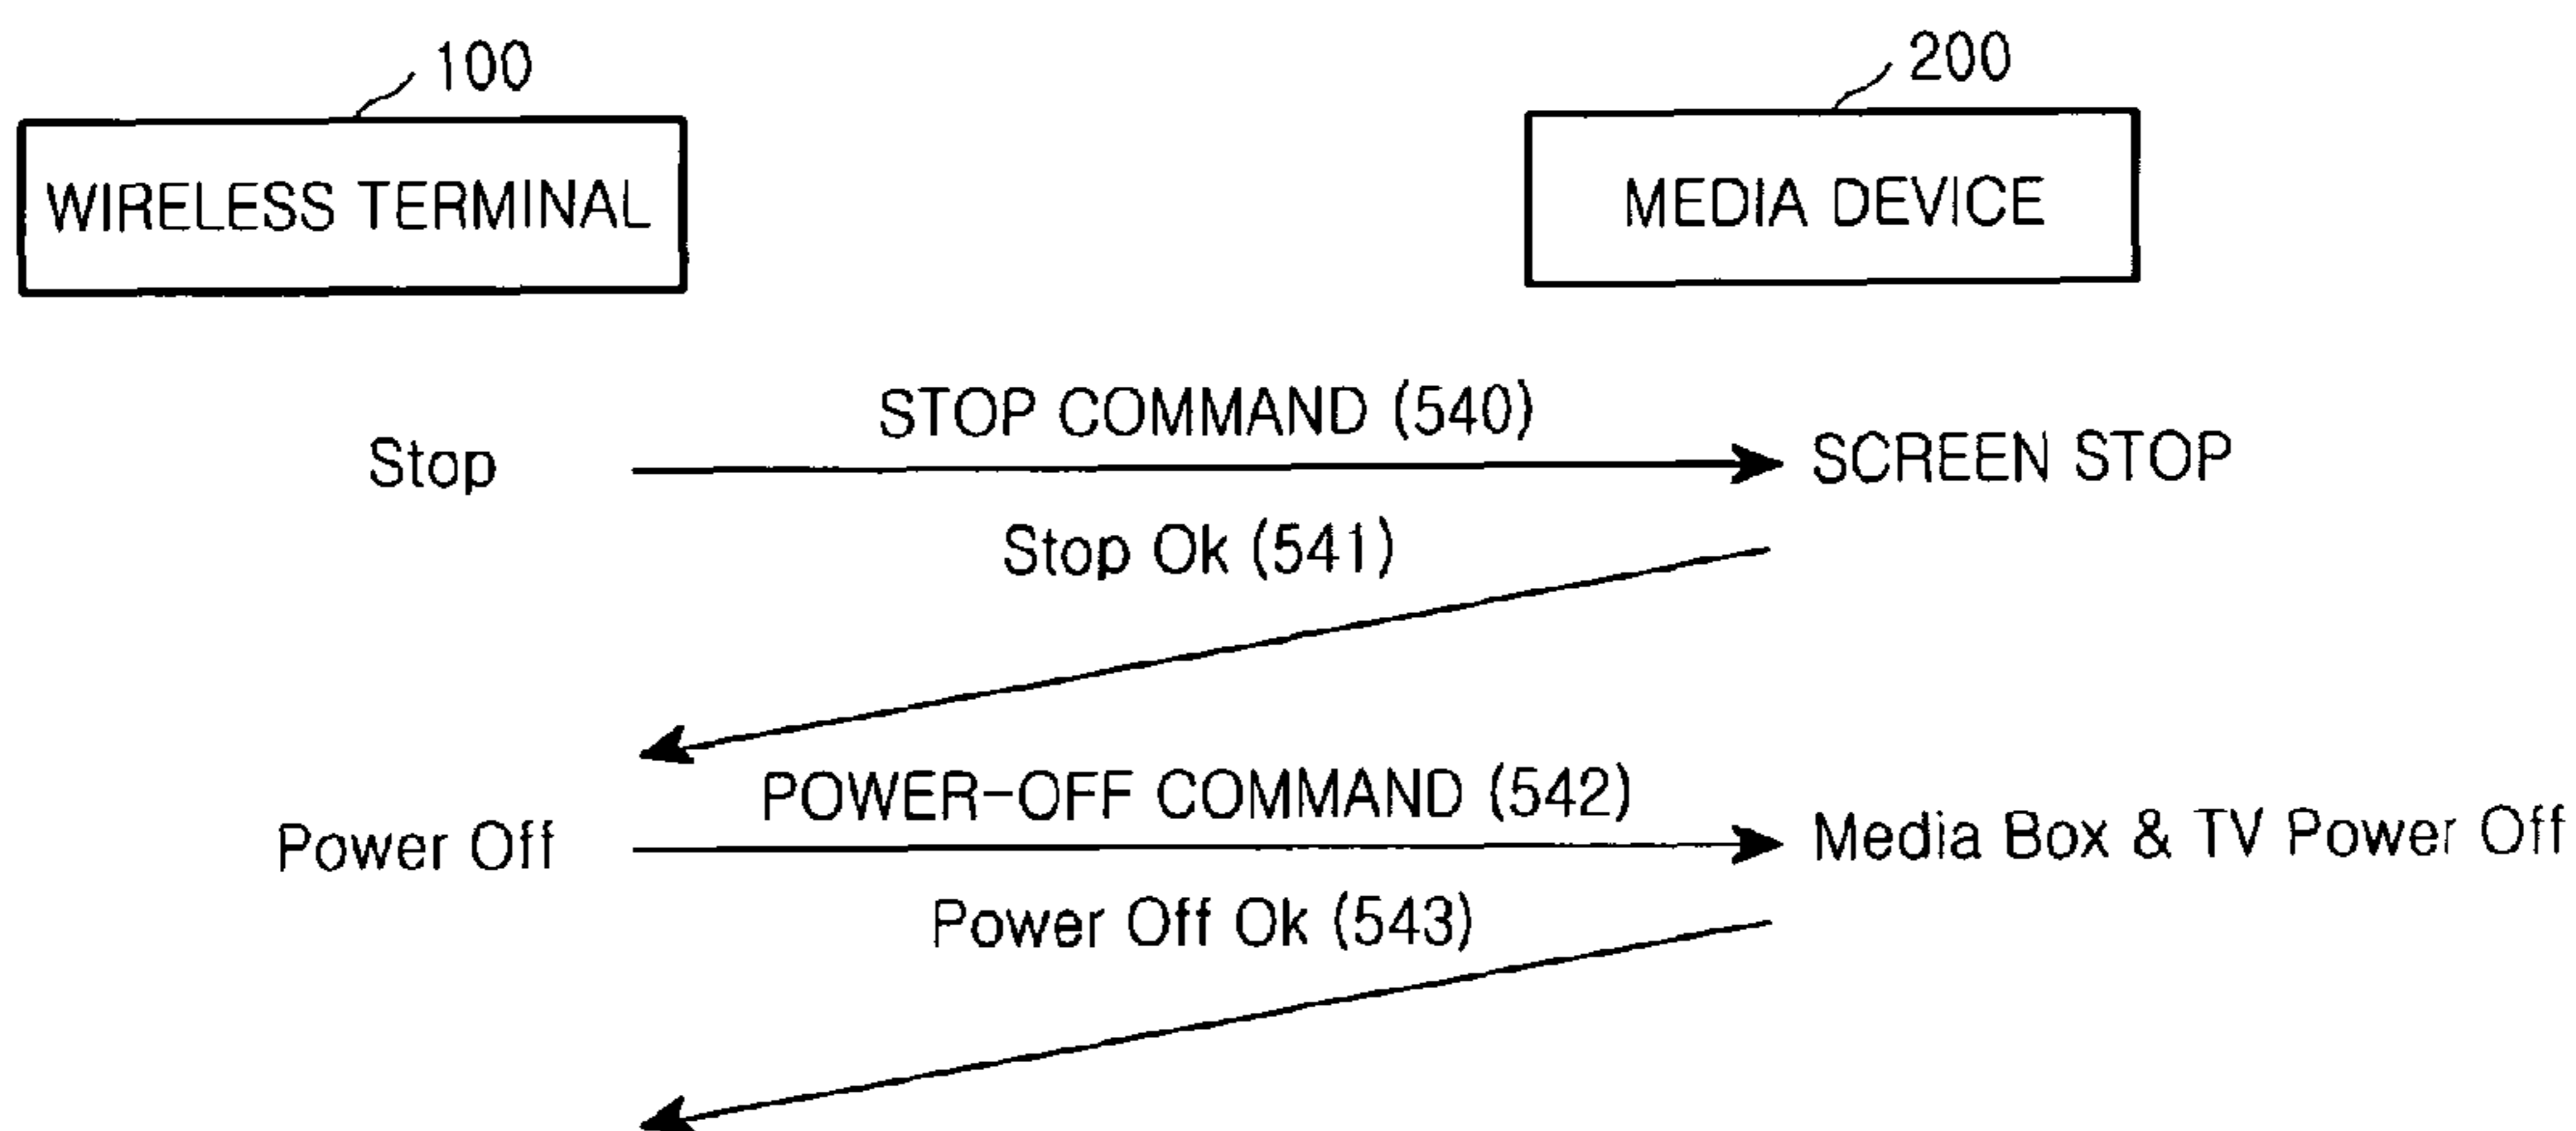 100
200
WIRELESS TERMINAL
MEDIA DEVICE
STOP COMMAND (540)
Stop
SCREEN STOP
Stop Ok (541)
POWER-OFF COMMAND (542)
Power Off
Media Box & TV Power Off
Power Off Ok (543)